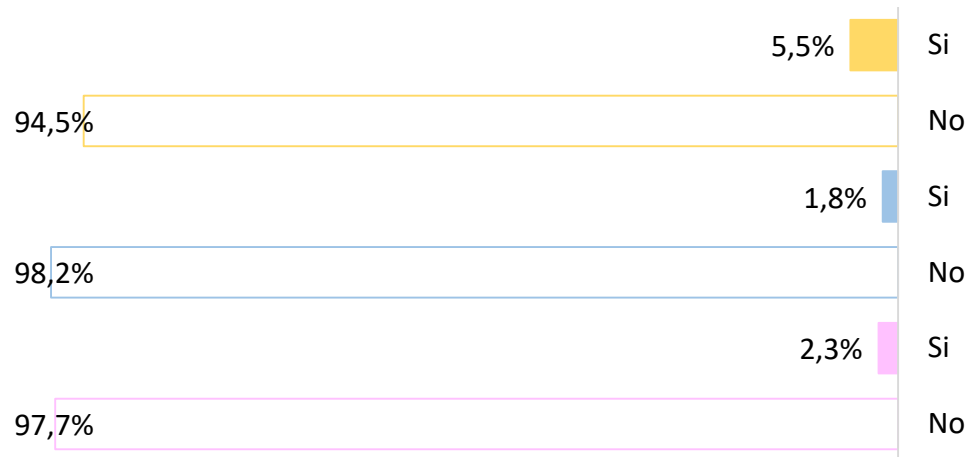 5,5% Si
94,5% No
1,8% Si
98,2% No
2,3% Si
97,7% No